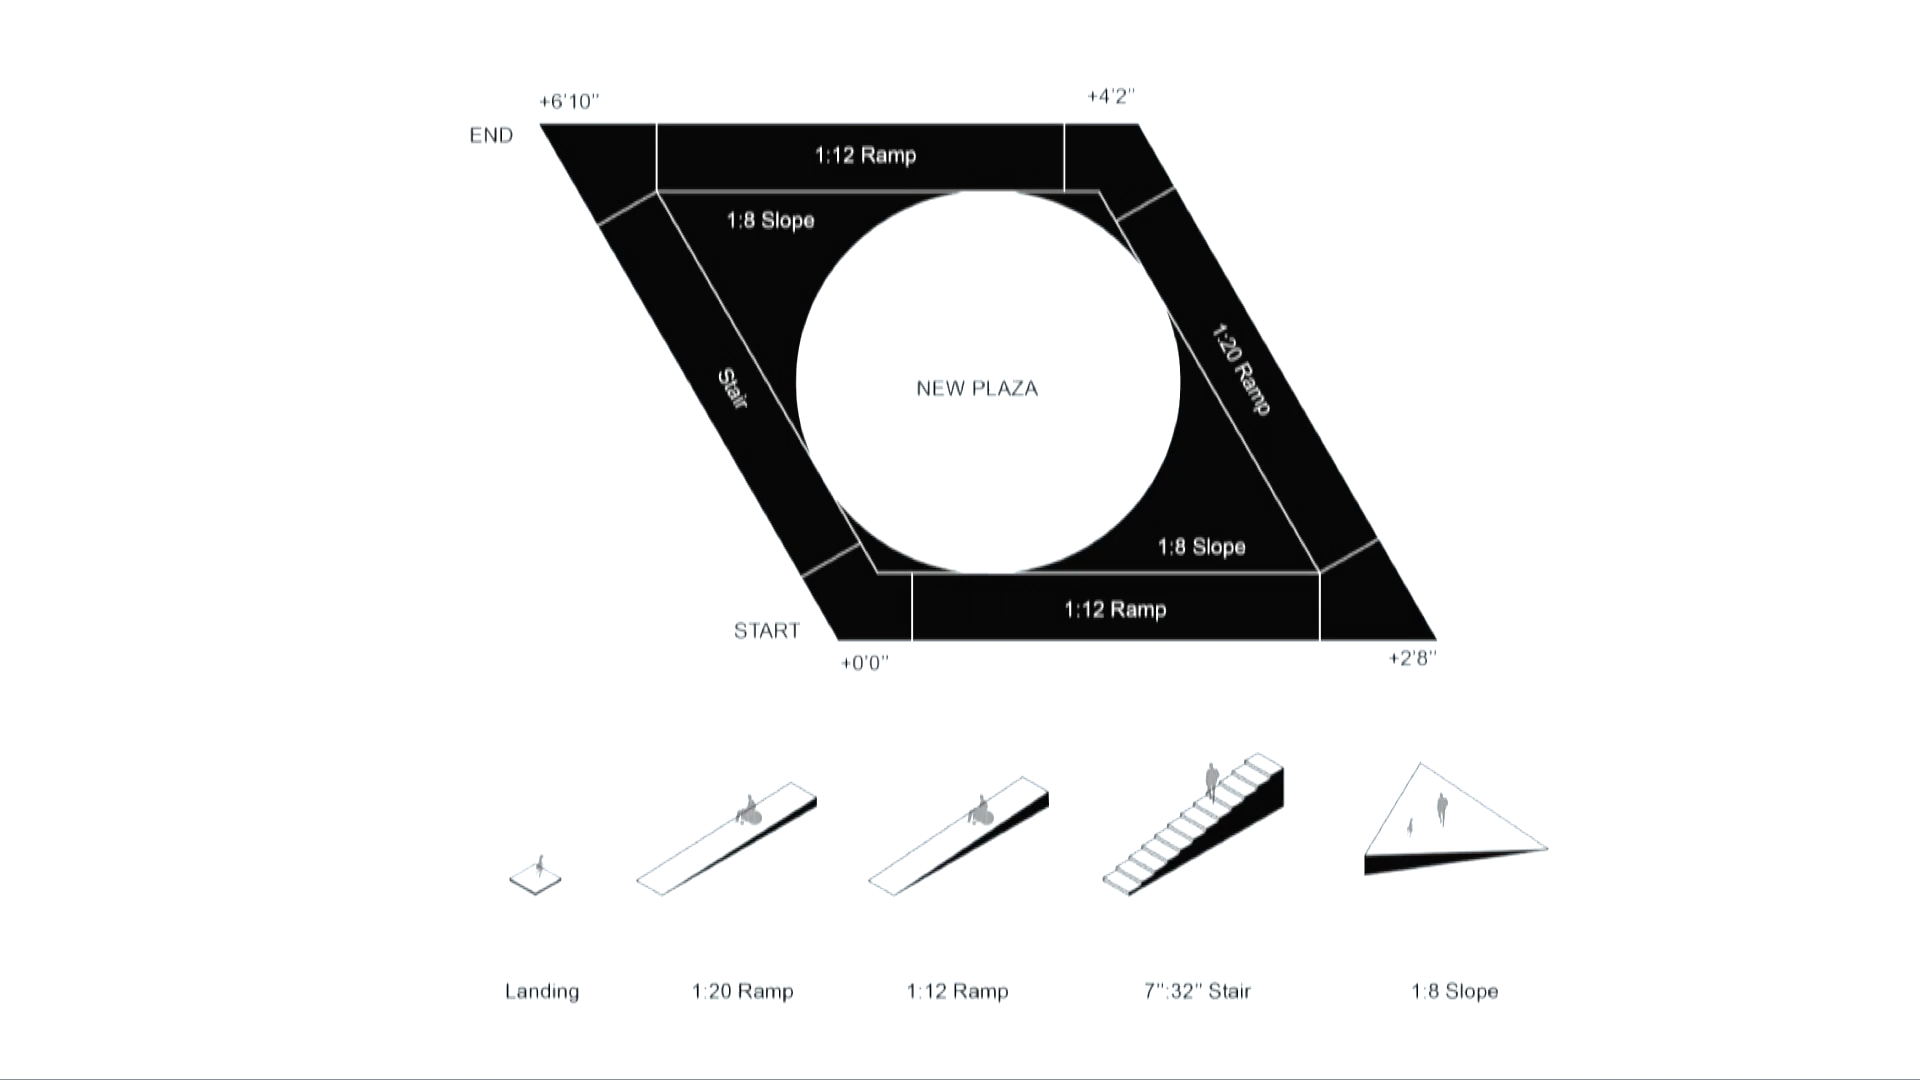 +6'10"
+4'2"
END
1:12 Ramp
1:8 Slope
1:20 Ramp
Stair
NEW PLAZA
1:8 Slope
1:12 Ramp
START
+0'0"
+2'8"
Landing
1:20 Ramp
1:12 Ramp
7":32" Stair
1:8 Slope